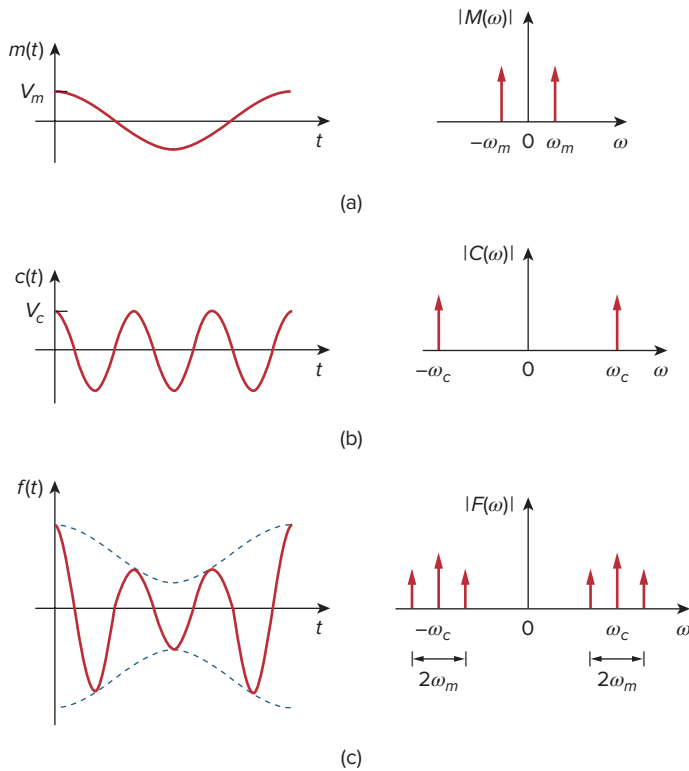 m(t)
V_m
t
|M(ω)|
−ω_m 0 ω_m ω
(a)
c(t)
V_c
t
|C(ω)|
−ω_c 0 ω_c ω
(b)
f(t)
t
|F(ω)|
−ω_c 0 ω_c ω
2ω_m 2ω_m
(c)